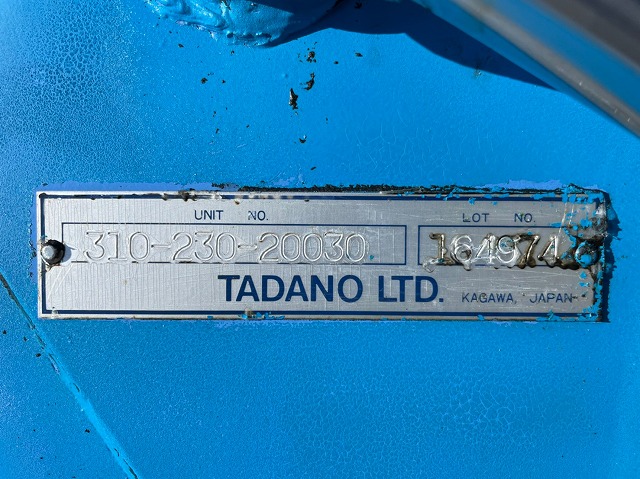 UNIT NO. LOT NO.
310-230-20030 164974
TADANO LTD. KAGAWA, JAPAN